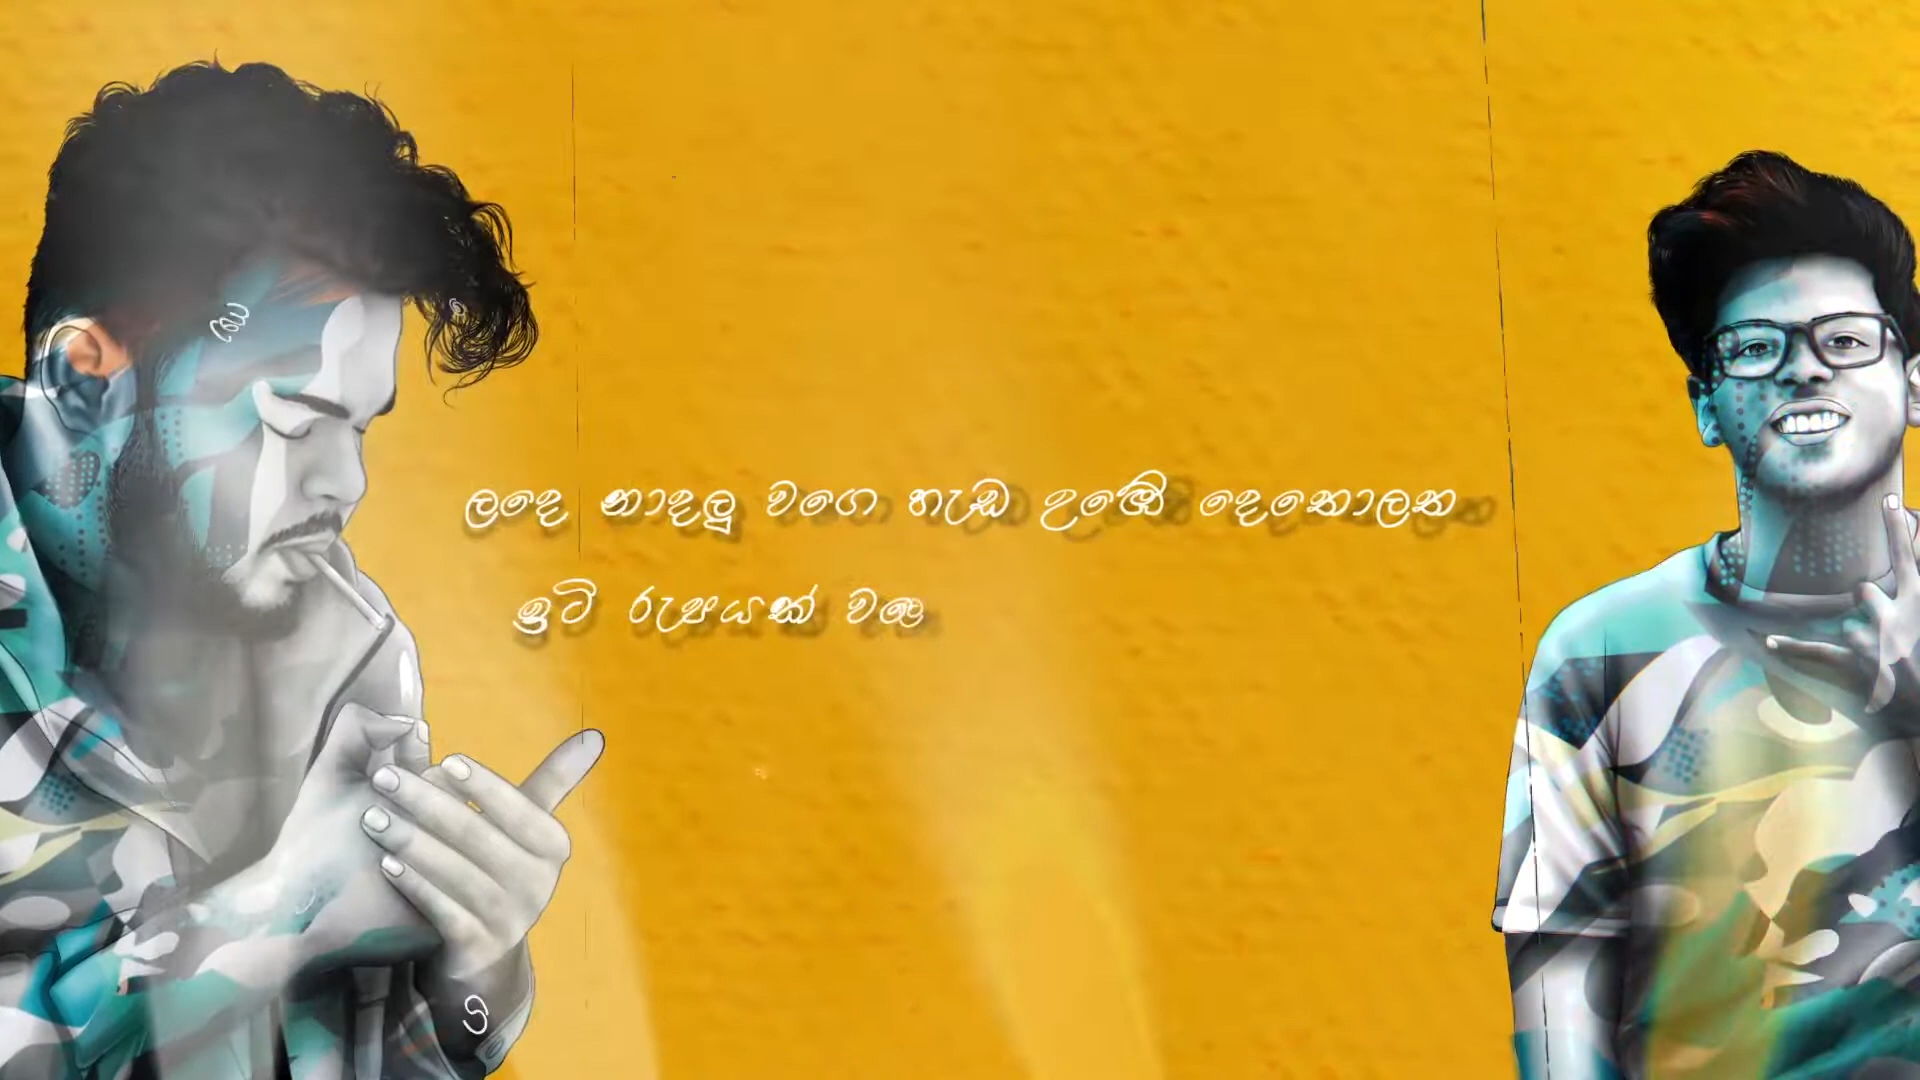 ලදෙ නාදලු වගෙ හැඩ උඹේ දෙතොලත
ඉටි රූපයක් වගෙ